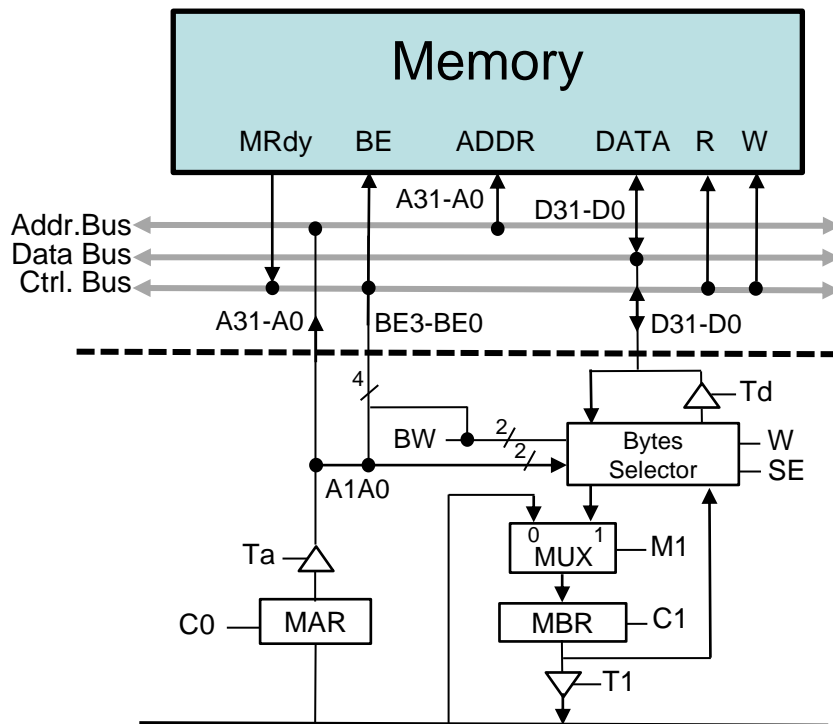 Memory
MRdy BE ADDR DATA R W
A31-A0 D31-D0
Addr.Bus
Data Bus
Ctrl. Bus
A31-A0 BE3-BE0 D31-D0
4 Td
BW 2 Bytes W
2 Selector SE
A1A0
0 1
Ta MUX M1
C0 MAR MBR C1
T1